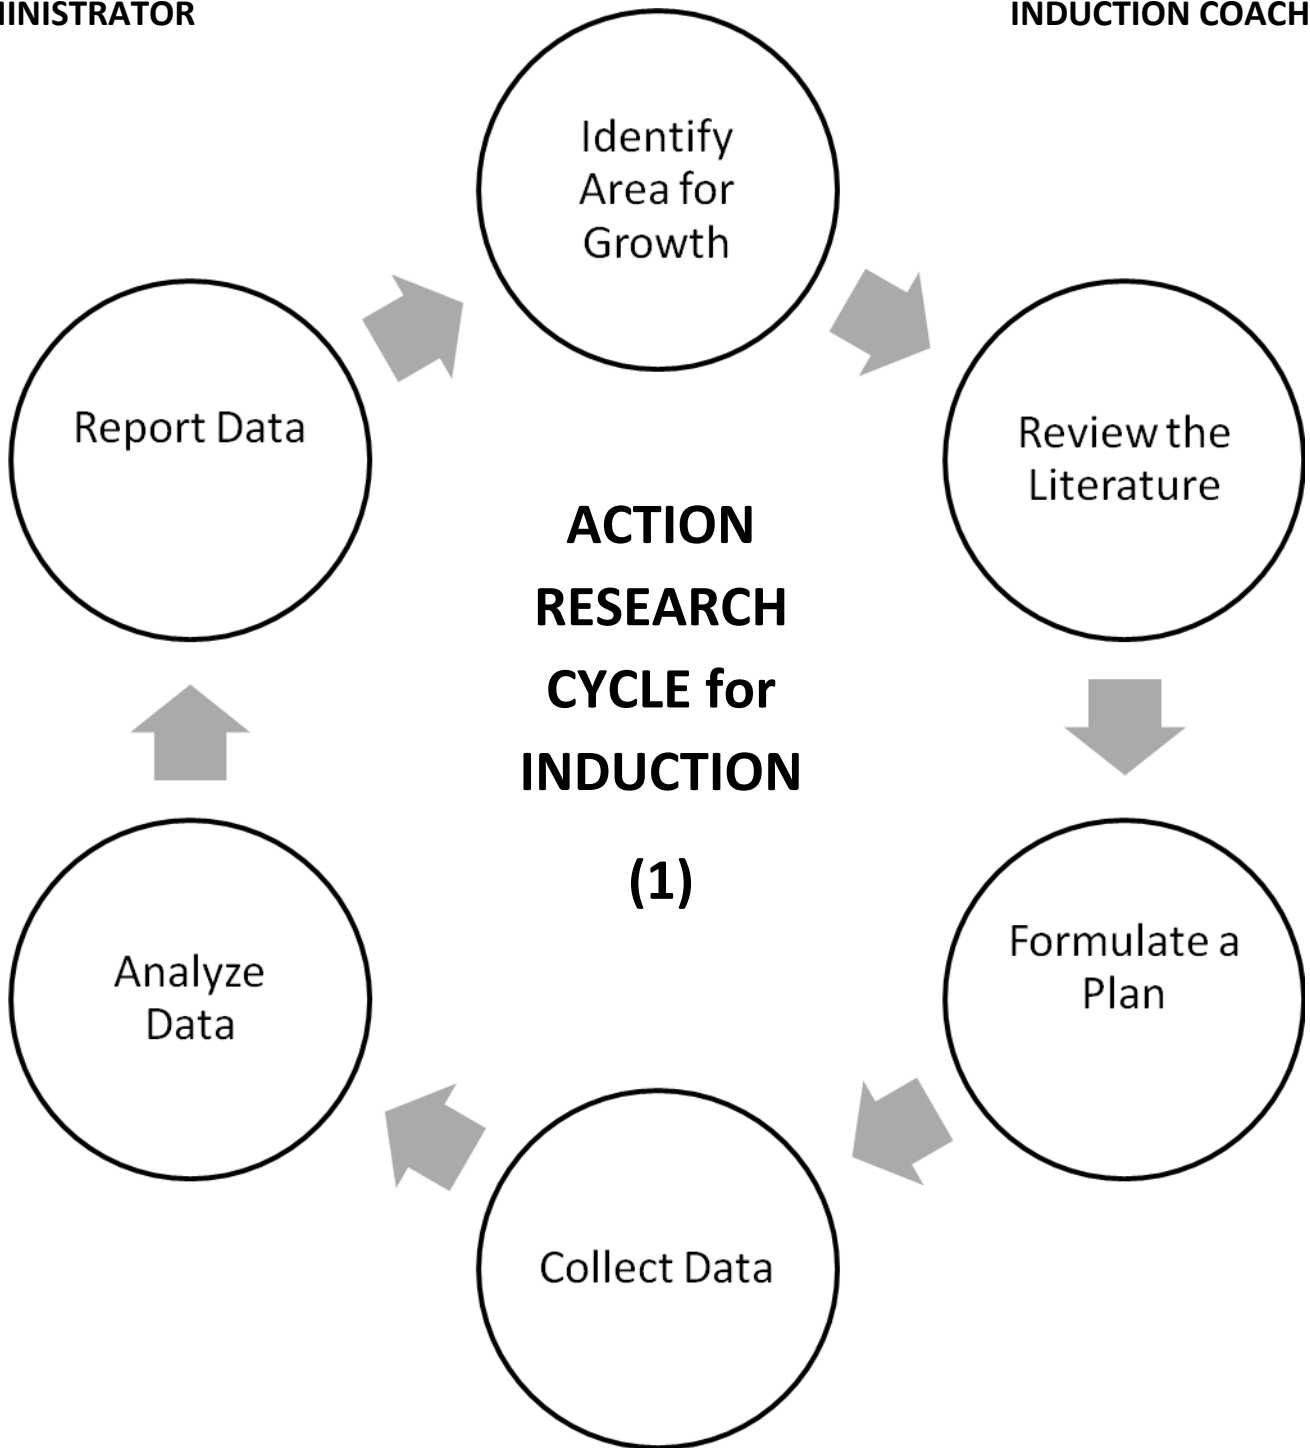 MINISTRATOR
INDUCTION COACH
Identify
Area for
Growth
Report Data
Review the
Literature
ACTION
RESEARCH
CYCLE for
INDUCTION
(1)
Analyze
Data
Formulate a
Plan
Collect Data